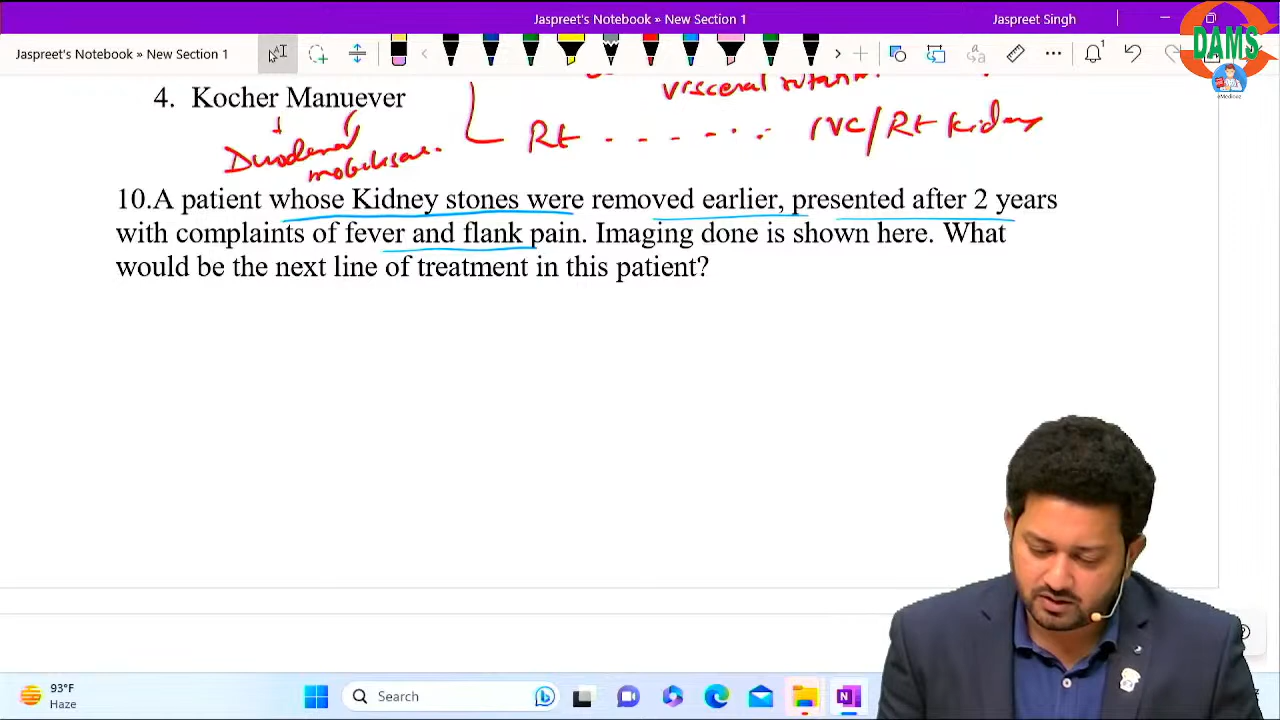 Jaspreet's Notebook » New Section 1
Jaspreet Singh
Jaspreet's Notebook » New Section 1
DAMS
eMedicoz
visceral rotation
4. Kocher Manuever
Rt ------ IVC/Rt Kidney
Duodenal
mobilisation.
10.A patient whose Kidney stones were removed earlier, presented after 2 years
with complaints of fever and flank pain. Imaging done is shown here. What
would be the next line of treatment in this patient?
93°F
Haze
Search